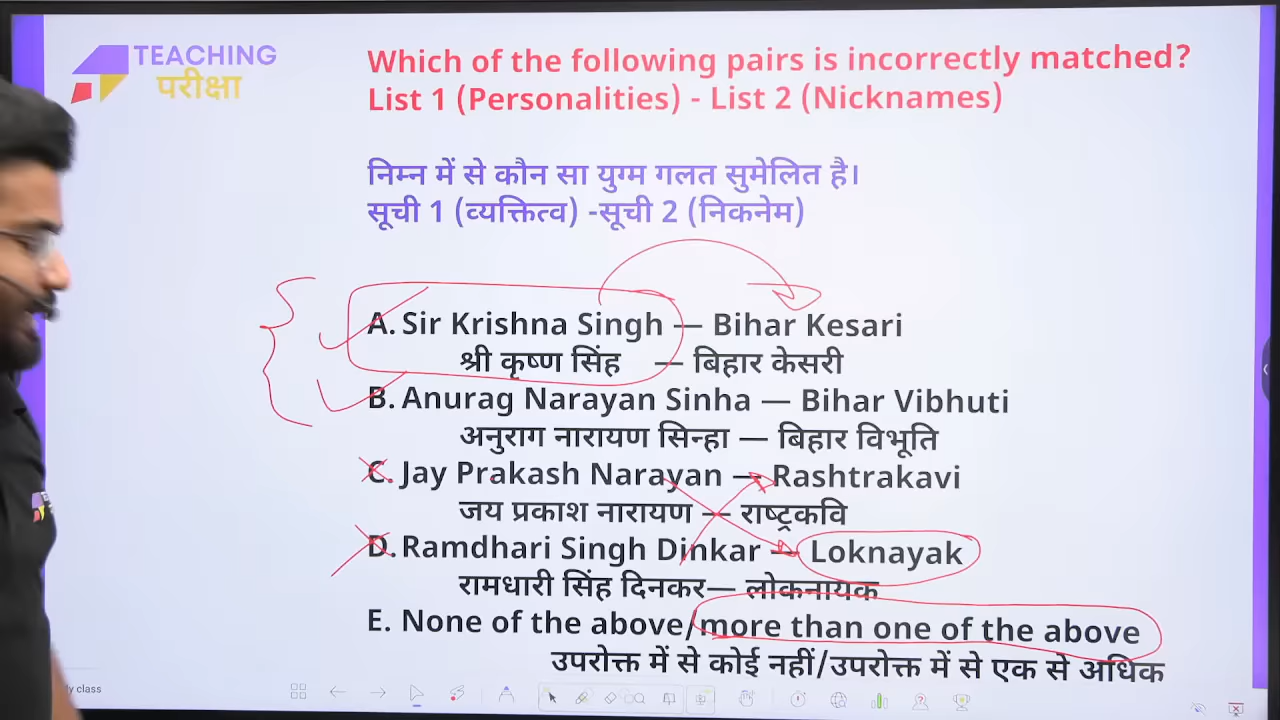 TEACHING
परीक्षा
Which of the following pairs is incorrectly matched?
List 1 (Personalities) - List 2 (Nicknames)
निम्न में से कौन सा युग्म गलत सुमेलित है।
सूची 1 (व्यक्तित्व) -सूची 2 (निकनेम)
A. Sir Krishna Singh — Bihar Kesari
श्री कृष्ण सिंह — बिहार केसरी
B. Anurag Narayan Sinha — Bihar Vibhuti
अनुराग नारायण सिन्हा — बिहार विभूति
C. Jay Prakash Narayan — Rashtrakavi
जय प्रकाश नारायण — राष्ट्रकवि
D. Ramdhari Singh Dinkar — Loknayak
रामधारी सिंह दिनकर— लोकनायक
E. None of the above/more than one of the above
उपरोक्त में से कोई नहीं/उपरोक्त में से एक से अधिक
class